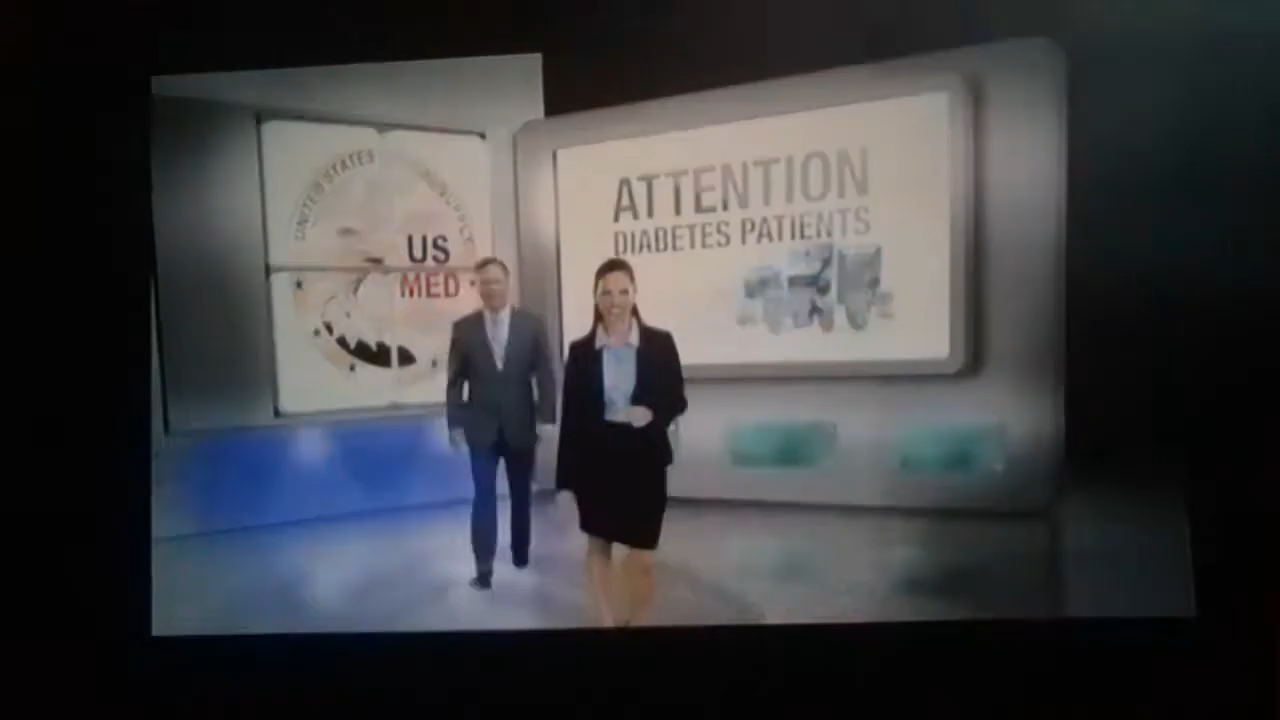 UNITED STATES
US
MED
ATTENTION
DIABETES PATIENTS